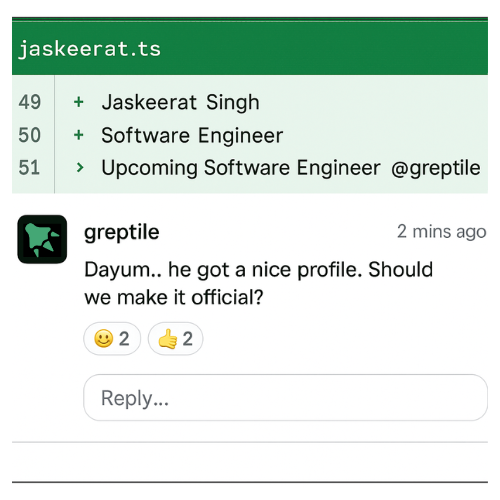 jaskeerat.ts
49 + Jaskeerat Singh
50 + Software Engineer
51 > Upcoming Software Engineer @greptile
greptile 2 mins ago
Dayum.. he got a nice profile. Should
we make it official?
🙂 2 👍 2
Reply...